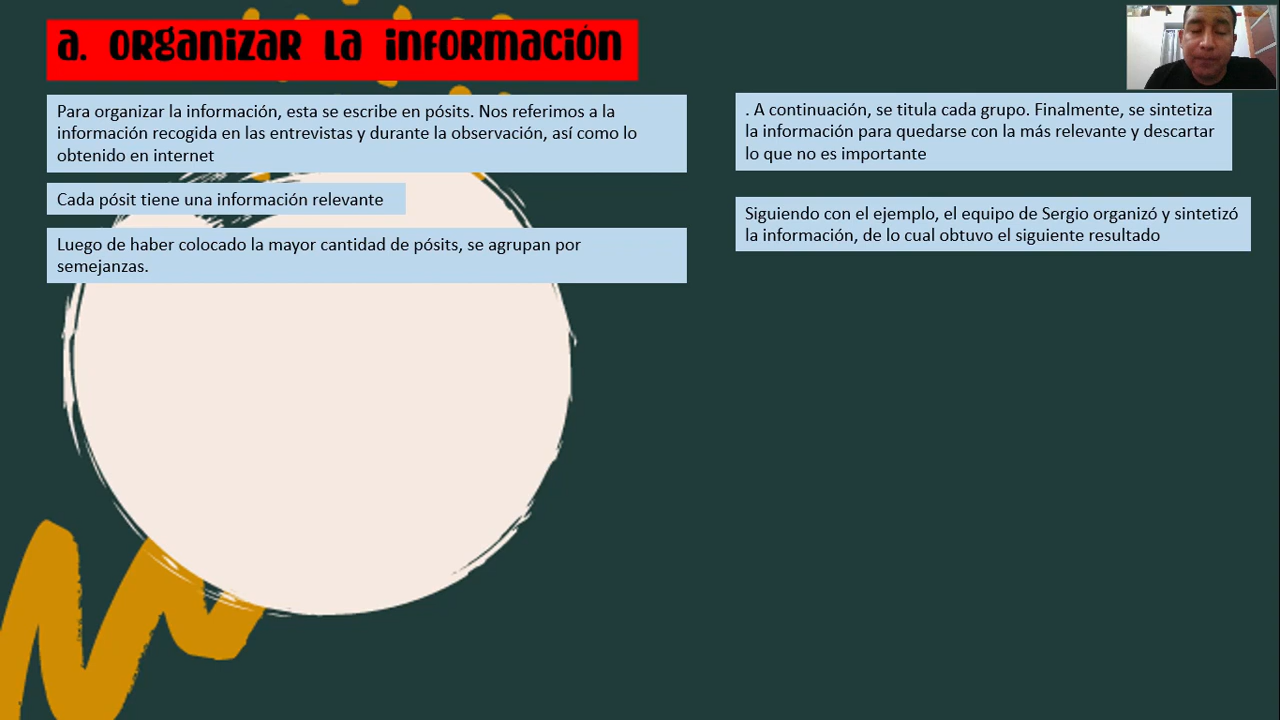 a. Organizar la información
Para organizar la información, esta se escribe en pósits. Nos referimos a la
información recogida en las entrevistas y durante la observación, así como lo
obtenido en internet
Cada pósit tiene una información relevante
Luego de haber colocado la mayor cantidad de pósits, se agrupan por
semejanzas.
. A continuación, se titula cada grupo. Finalmente, se sintetiza
la información para quedarse con la más relevante y descartar
lo que no es importante
Siguiendo con el ejemplo, el equipo de Sergio organizó y sintetizó
la información, de lo cual obtuvo el siguiente resultado